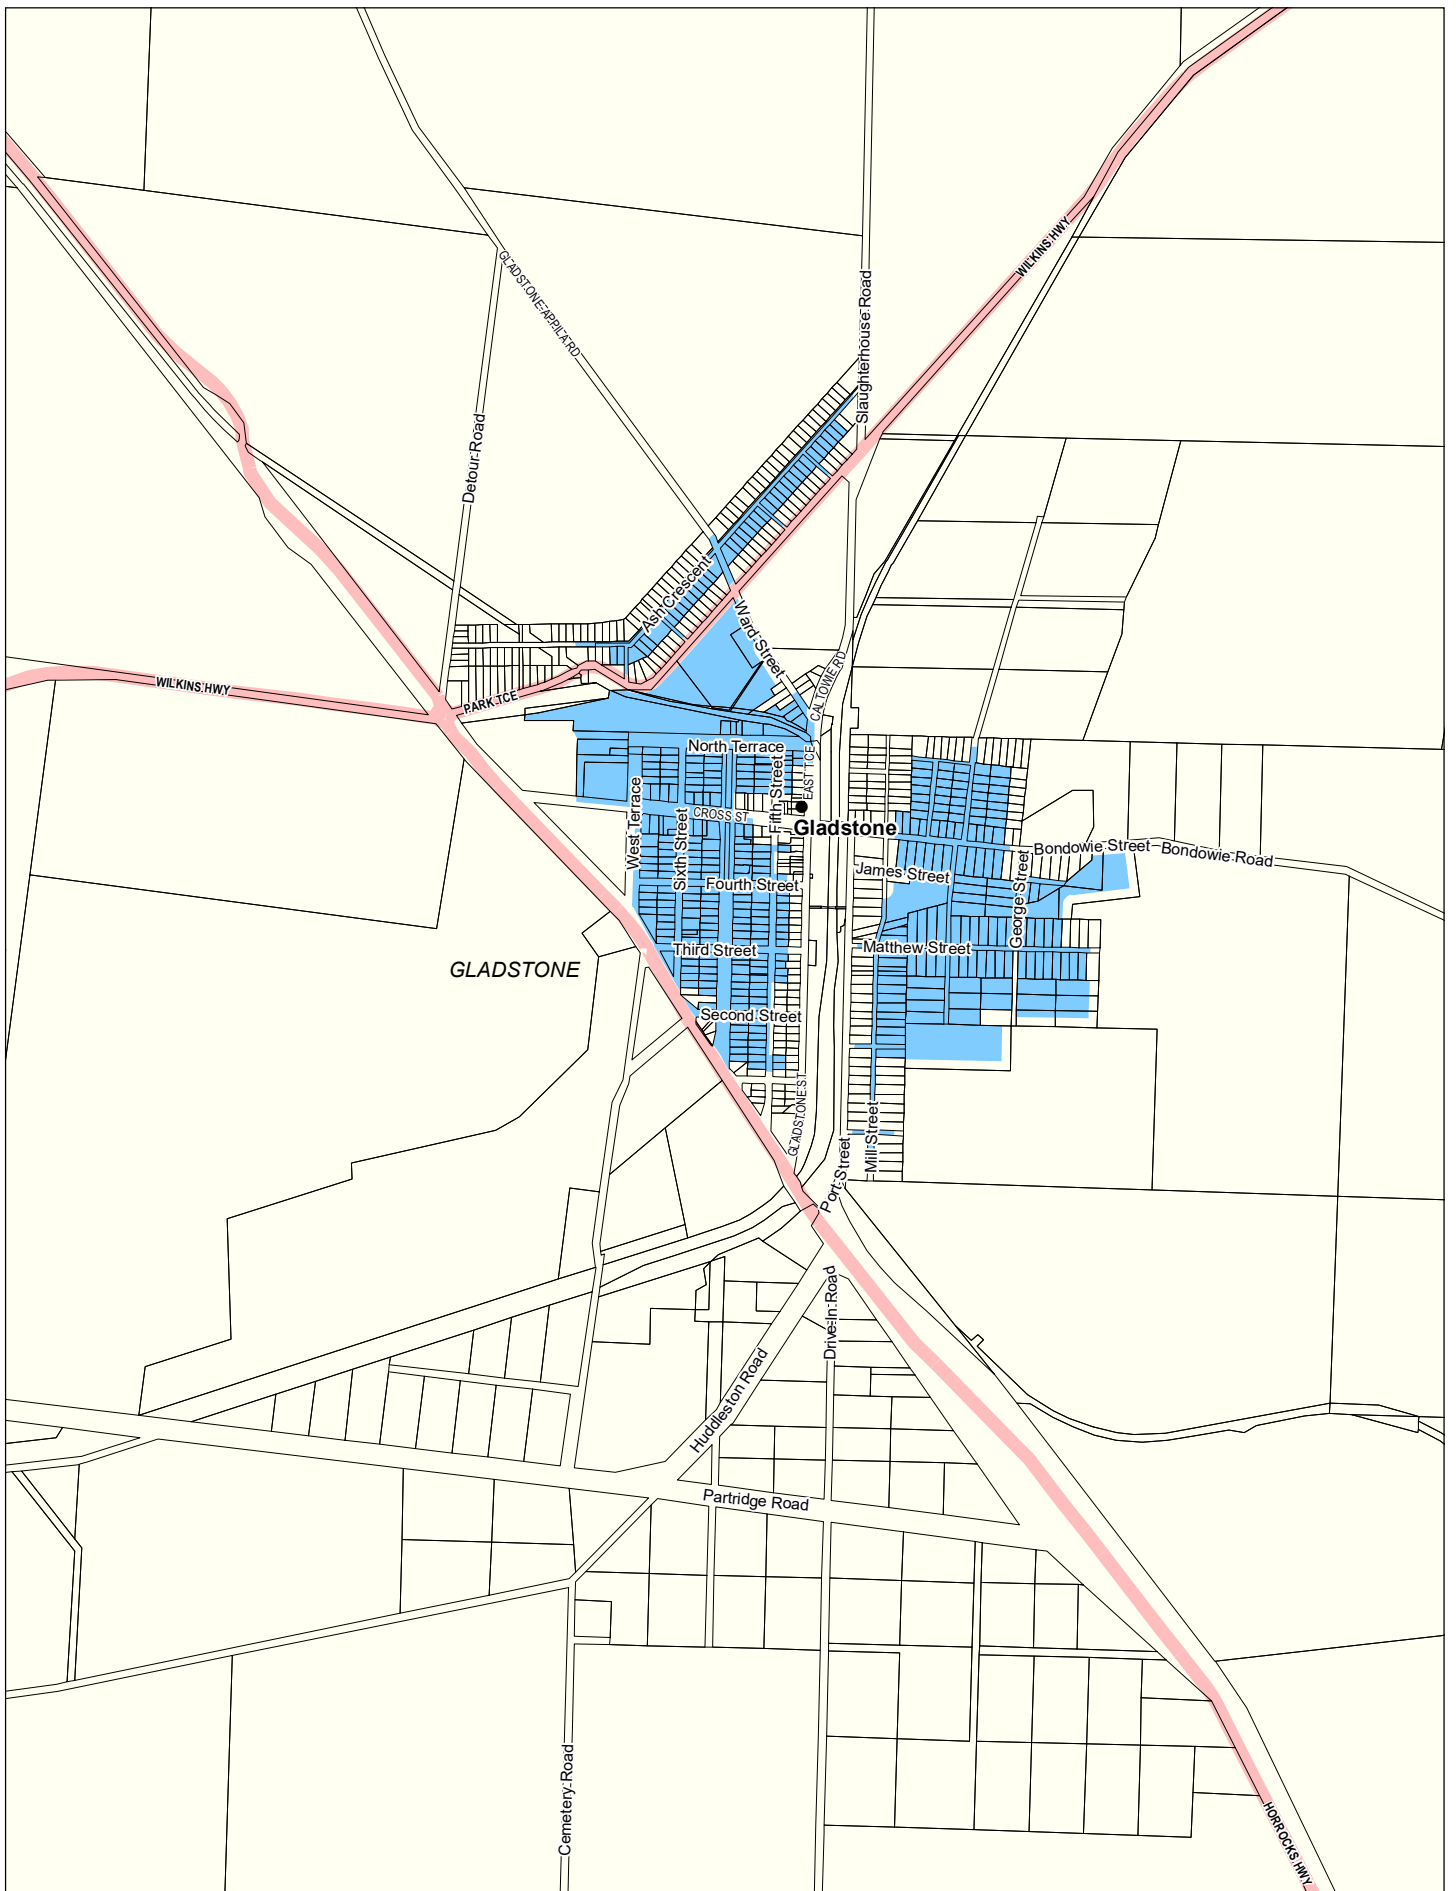 WILKINS HWY
GLADSTONE-APPILA RD
Slaughterhouse Road
Detour Road
Ash Crescent
Ward Street
CALTOWIE RD
WILKINS HWY
PARK TCE
North Terrace
EAST TCE
Fifth Street
West Terrace
CROSS ST
Sixth Street
Gladstone
Bondowie Street
Bondowie Road
James Street
Fourth Street
George Street
Matthew Street
Third Street
GLADSTONE
Second Street
GLADSTONE ST
Mill Street
Port Street
Drive-In Road
Huddleston Road
Partridge Road
Cemetery Road
HORROCKS HWY